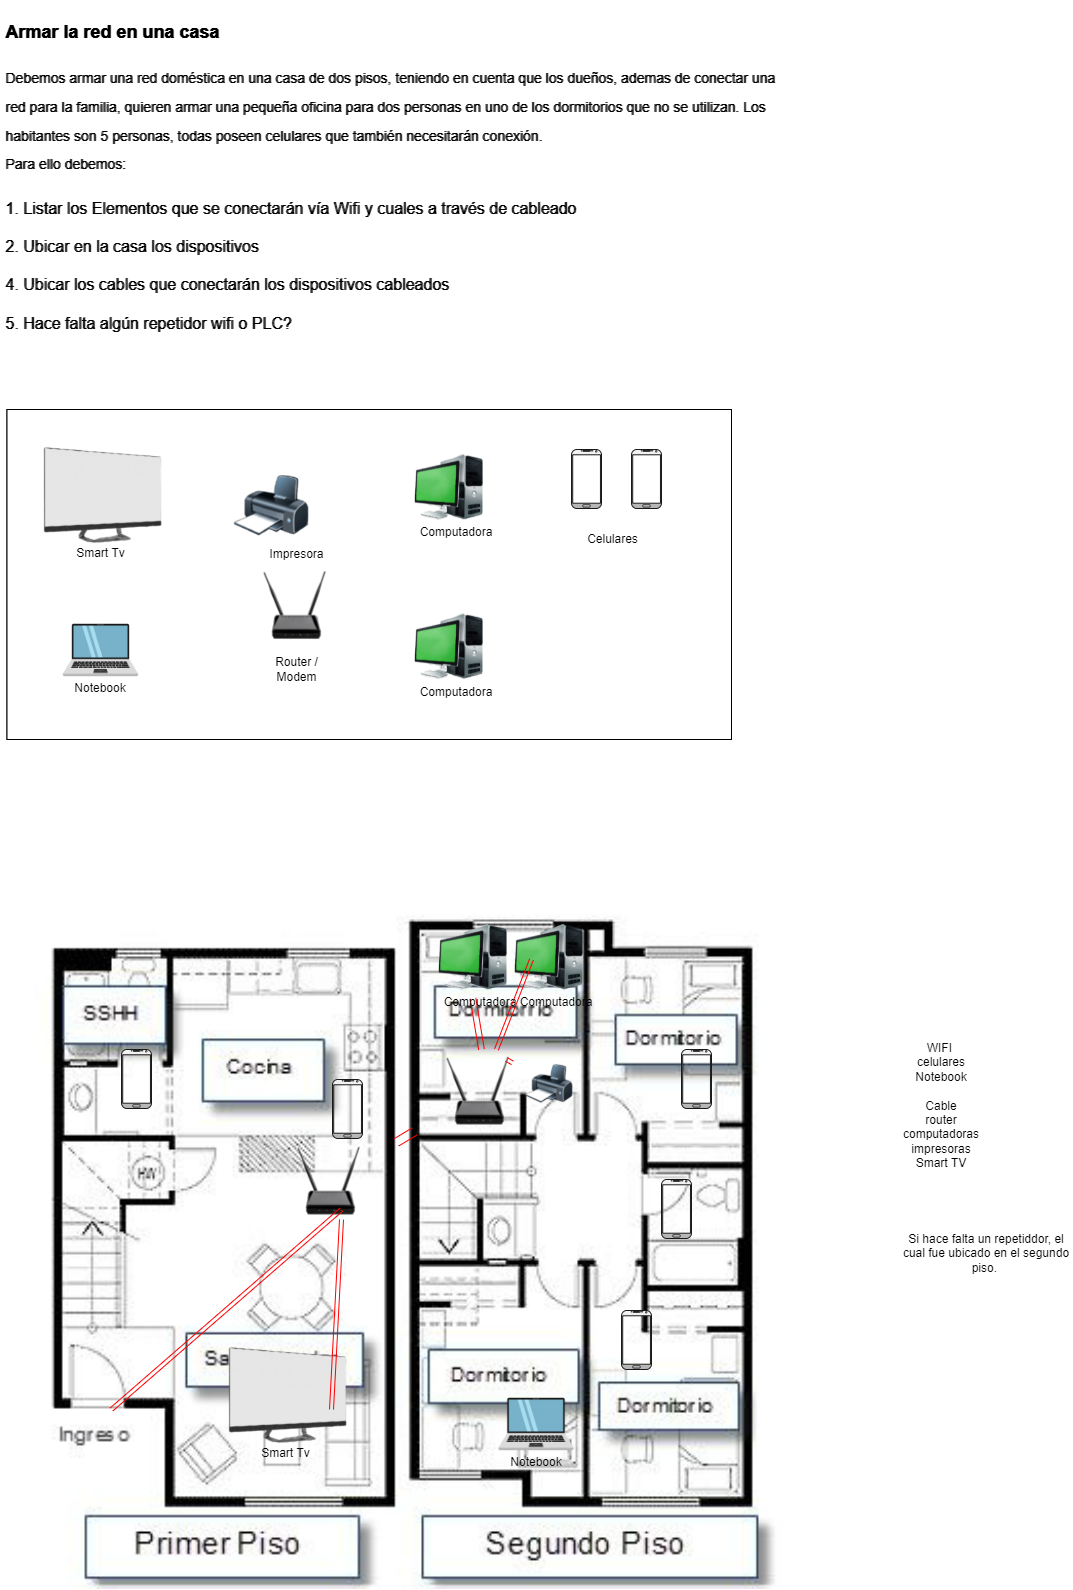 Armar la red en una casa
Debemos armar una red doméstica en una casa de dos pisos, teniendo en cuenta que los dueños, ademas de conectar una
red para la familia, quieren armar una pequeña oficina para dos personas en uno de los dormitorios que no se utilizan. Los
habitantes son 5 personas, todas poseen celulares que también necesitarán conexión.
Para ello debemos:
1. Listar los Elementos que se conectarán vía Wifi y cuales a través de cableado
2. Ubicar en la casa los dispositivos
4. Ubicar los cables que conectarán los dispositivos cableados
5. Hace falta algún repetidor wifi o PLC?
Smart Tv
Impresora
Computadora
Celulares
Notebook
Router /
Modem
Computadora
SSHH
Cocina
HW
Ingreso
Smart Tv
Primer Piso
Computadora
Computadora
Dormitorio
Dormitorio
Dormitorio
Dormitorio
Notebook
Segundo Piso
WIFI
celulares
Notebook
Cable
router
computadoras
impresoras
Smart TV
Si hace falta un repetiddor, el
cual fue ubicado en el segundo
piso.